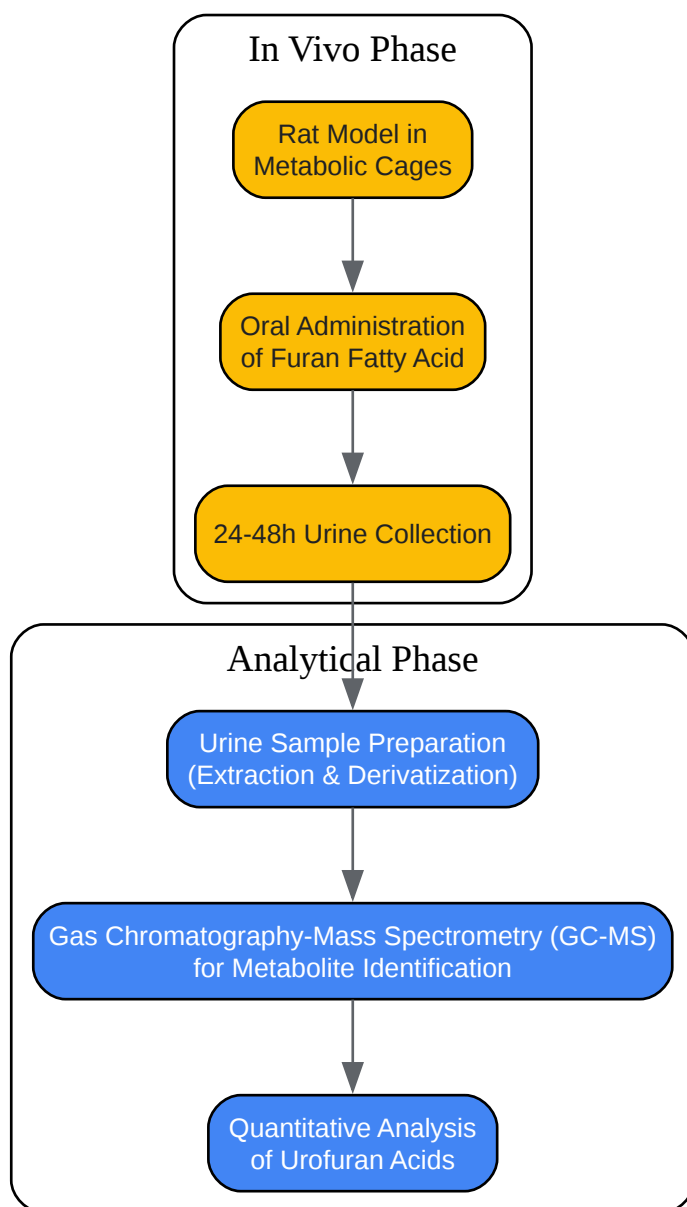 In Vivo Phase
Rat Model in
Metabolic Cages
Oral Administration
of Furan Fatty Acid
24-48h Urine Collection
Analytical Phase
Urine Sample Preparation
(Extraction & Derivatization)
Gas Chromatography-Mass Spectrometry (GC-MS)
for Metabolite Identification
Quantitative Analysis
of Urofuran Acids